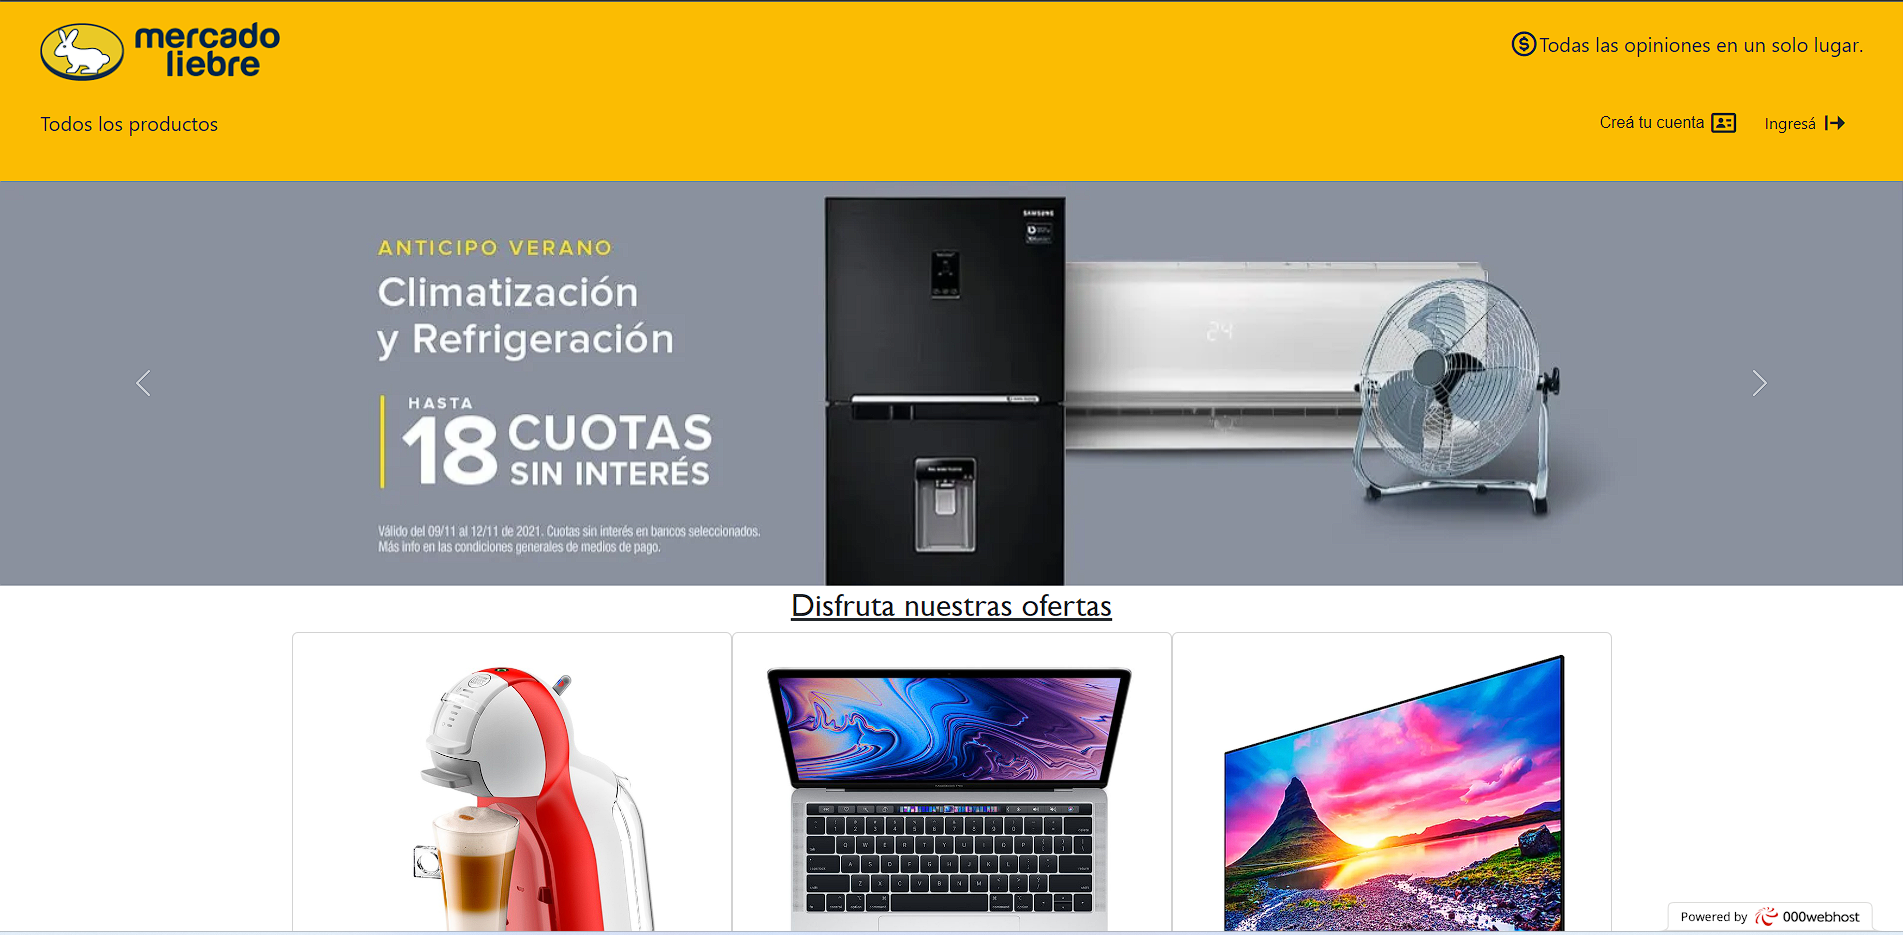 mercado
liebre
Todas las opiniones en un solo lugar.
Todos los productos
Creá tu cuenta
Ingresá
ANTICIPO VERANO
Climatización
y Refrigeración
HASTA
18 CUOTAS
SIN INTERÉS
Válido del 09/11 al 12/11 de 2021. Cuotas sin interés en bancos seleccionados.
Más info en las condiciones generales de medios de pago.
SAMSUNG
24
Disfruta nuestras ofertas
Powered by 000webhost